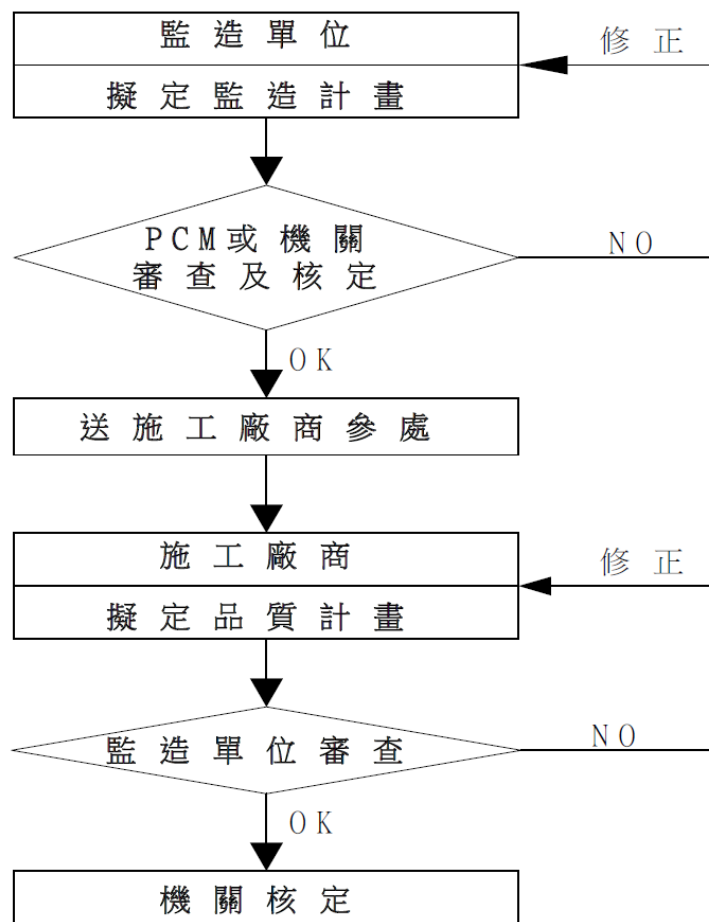 監造單位
修正
擬定監造計畫
PCM或機關
審查及核定
NO
OK
送施工廠商參處
施工廠商
修正
擬定品質計畫
監造單位審查
NO
OK
機關核定